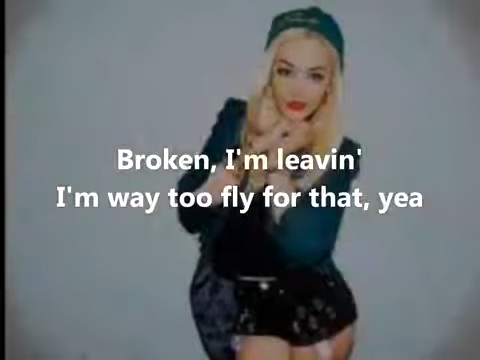 Broken, I'm leavin'
I'm way too fly for that, yea